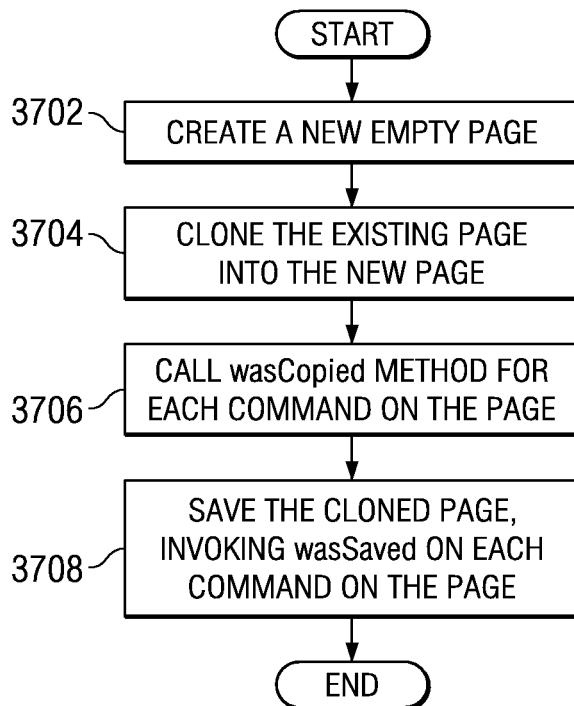 START
3702
CREATE A NEW EMPTY PAGE
3704
CLONE THE EXISTING PAGE
INTO THE NEW PAGE
3706
CALL wasCopied METHOD FOR
EACH COMMAND ON THE PAGE
3708
SAVE THE CLONED PAGE,
INVOKING wasSaved ON EACH
COMMAND ON THE PAGE
END